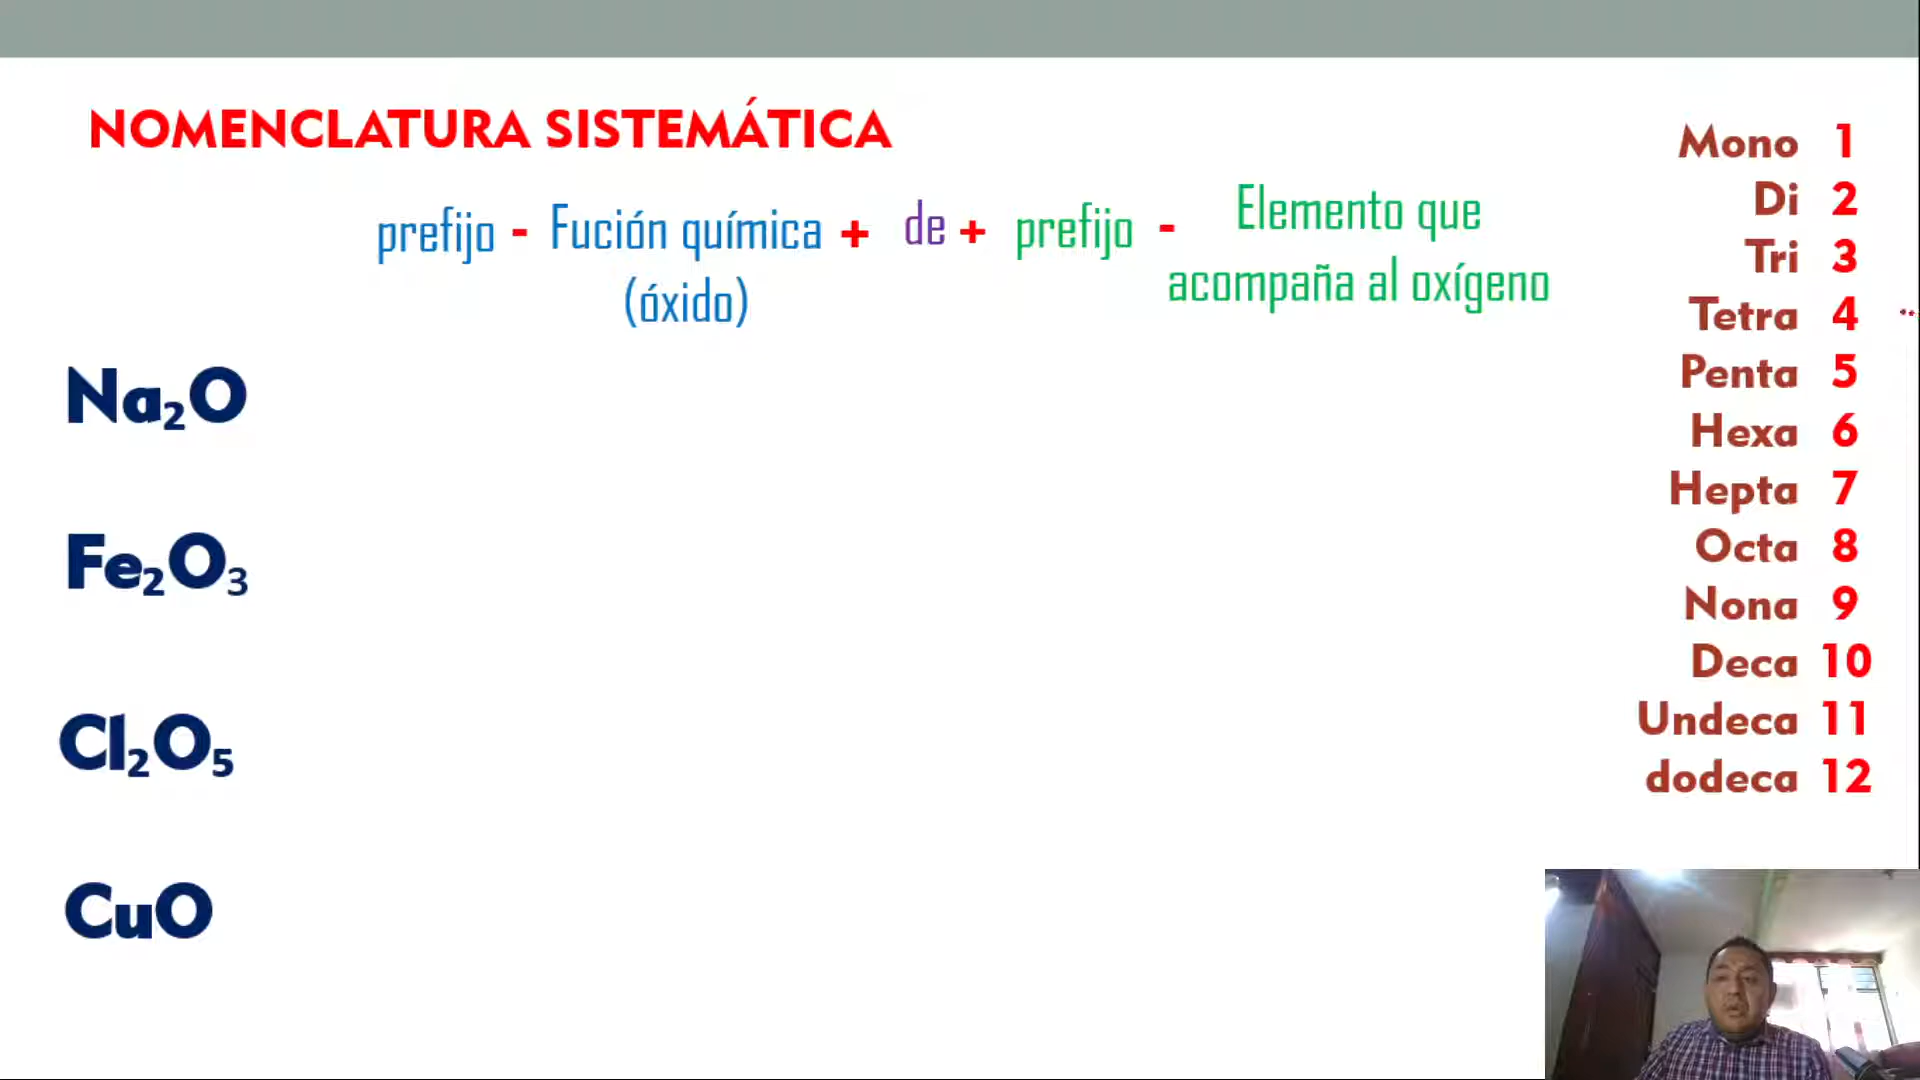 NOMENCLATURA SISTEMÁTICA
prefijo - Fución química + de + prefijo - Elemento que
(óxido) acompaña al oxígeno
Na₂O
Fe₂O₃
Cl₂O₅
CuO
Mono 1
Di 2
Tri 3
Tetra 4
Penta 5
Hexa 6
Hepta 7
Octa 8
Nona 9
Deca 10
Undeca 11
dodeca 12